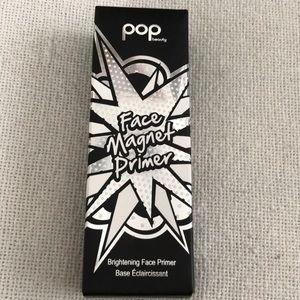 pop
beauty
Face
Magnet
Primer
Brightening Face Primer
Base Éclaircissant